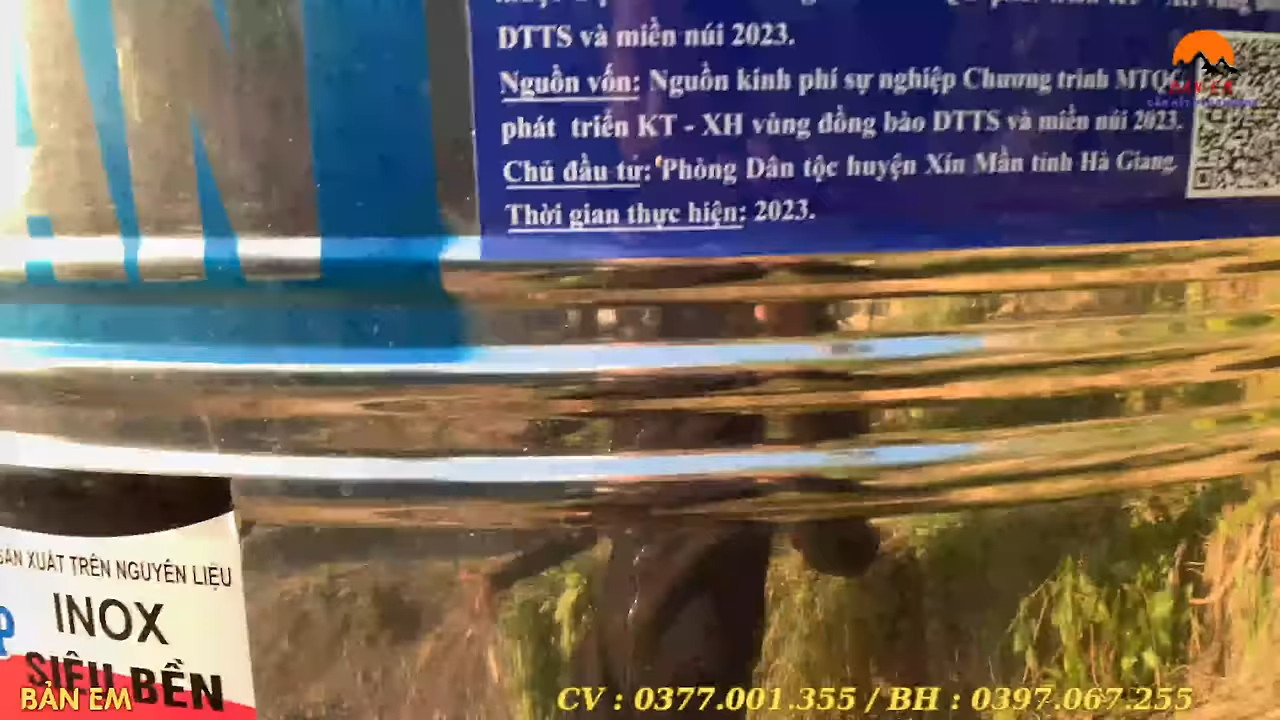 AN
DTTS và miền núi 2023.
Nguồn vốn: Nguồn kinh phí sự nghiệp Chương trình MTQG
phát triển KT - XH vùng đồng bào DTTS và miền núi 2023.
Chủ đầu tư: Phòng Dân tộc huyện Xín Mần tỉnh Hà Giang.
Thời gian thực hiện: 2023.
SẢN XUẤT TRÊN NGUYÊN LIỆU
INOX
SIÊU BỀN
BẢN EM
CV : 0377.001.355 / BH : 0397.067.255